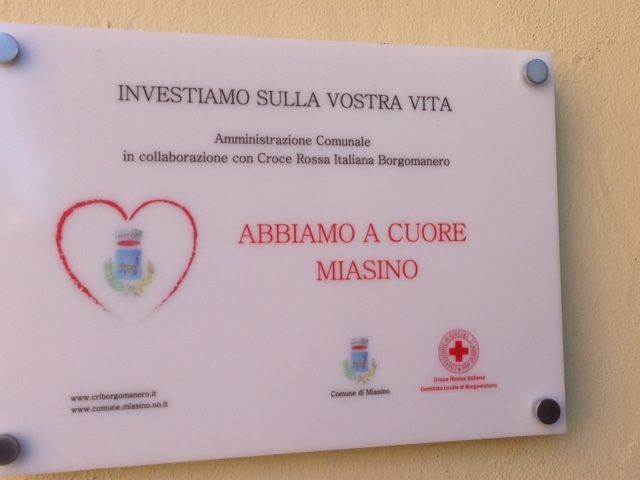 INVESTIAMO SULLA VOSTRA VITA
Amministrazione Comunale
in collaborazione con Croce Rossa Italiana Borgomanero
ABBIAMO A CUORE
MIASINO
Comune di Miasino
Croce Rossa Italiana
Comitato Locale di Borgomanero
www.criborgomanero.it
www.comune.miasino.no.it